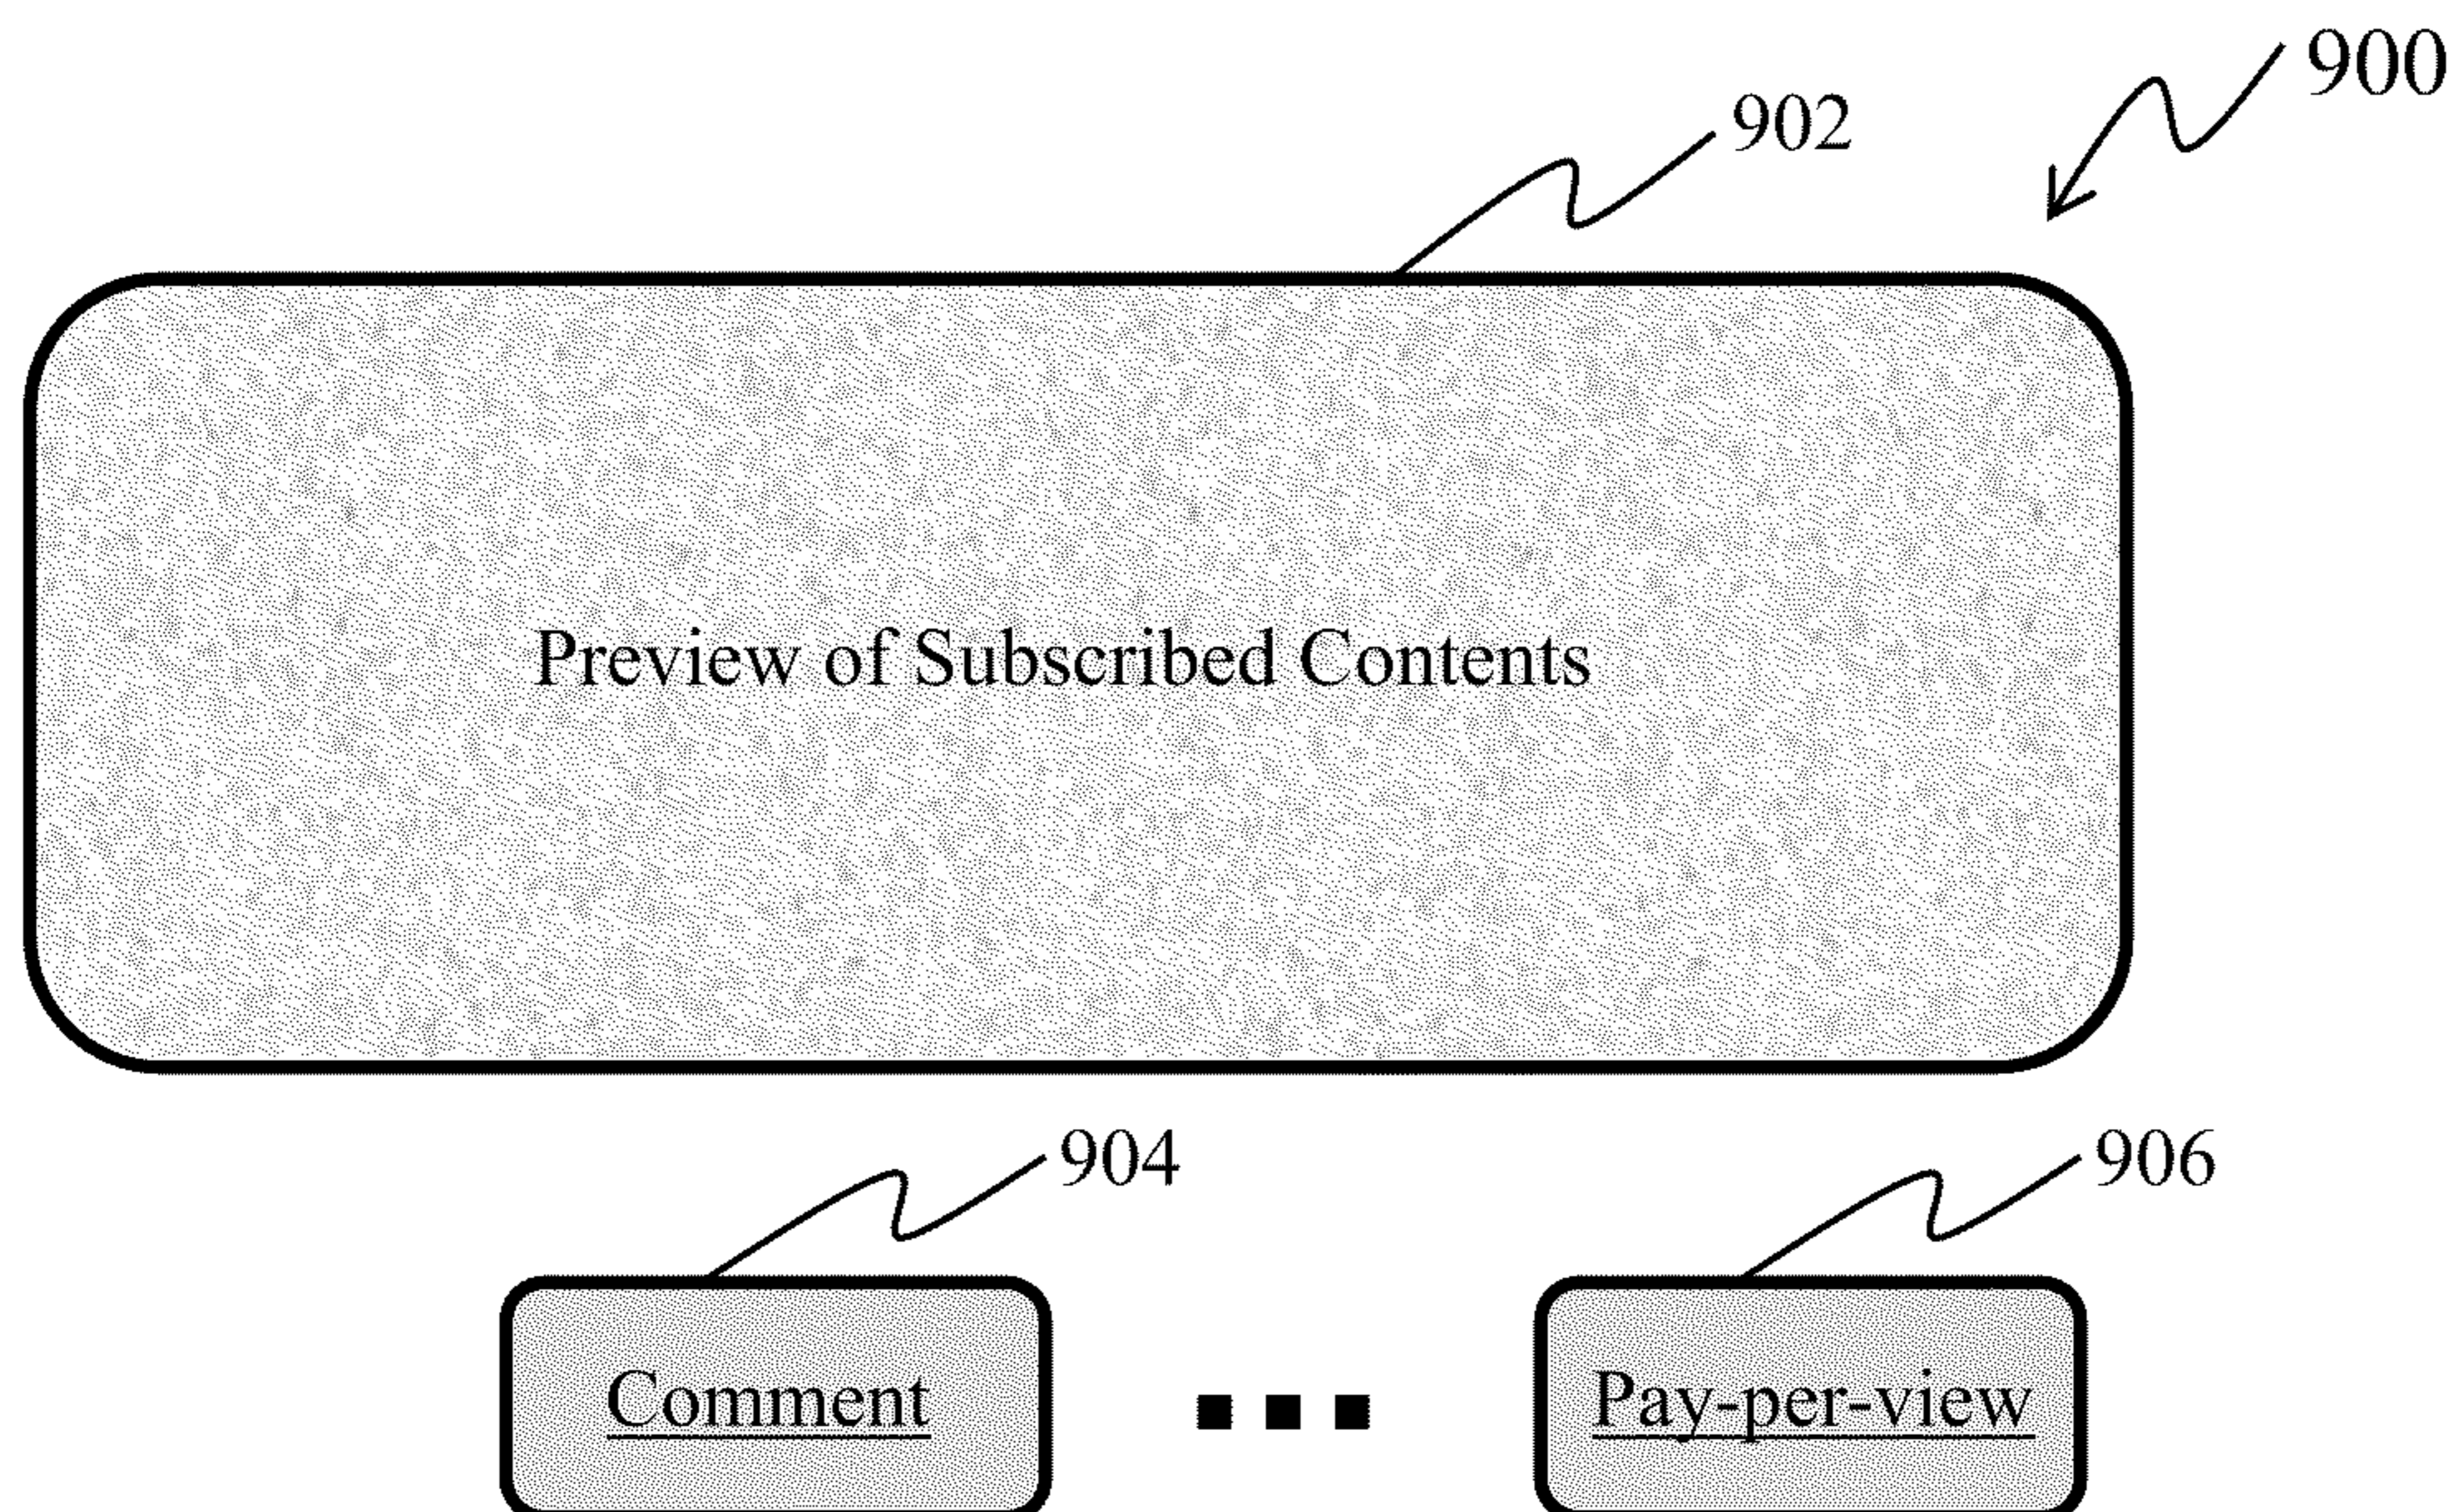 900
902
Preview of Subscribed Contents
904
906
Comment
Pay-per-view